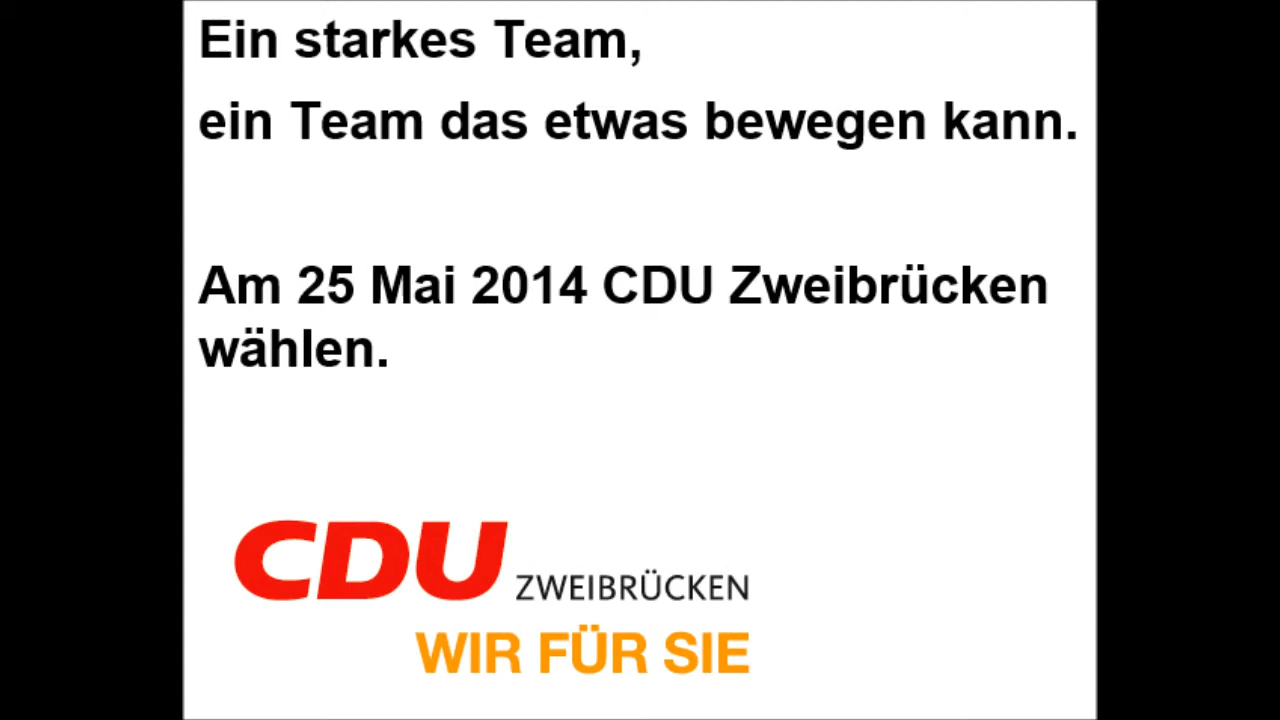 Ein starkes Team,
ein Team das etwas bewegen kann.
Am 25 Mai 2014 CDU Zweibrücken
wählen.
CDU ZWEIBRÜCKEN
WIR FÜR SIE